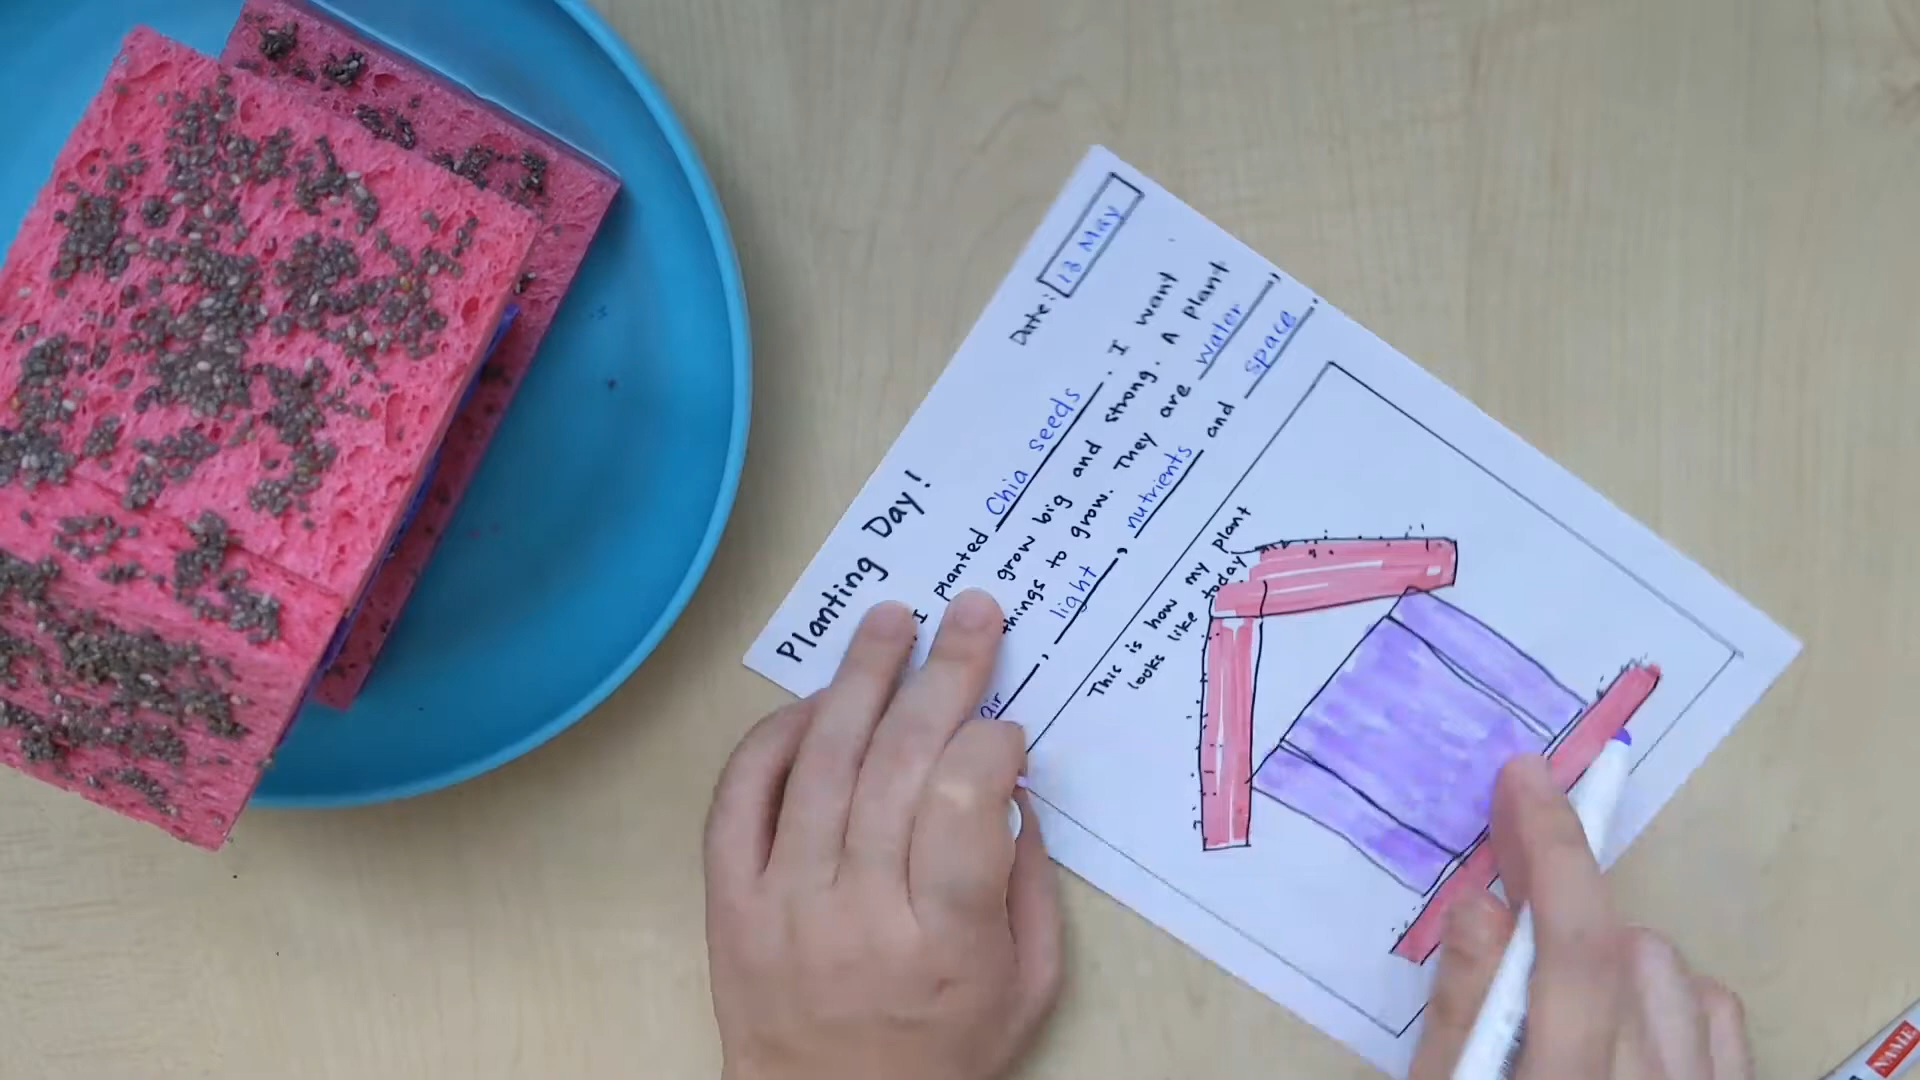 Date: 13 May
Planting Day!
I planted Chia seeds. I want
grow big and strong. A plant
things to grow. They are water,
air, light, nutrients and space.
This is how my plant
looks like today
NAME